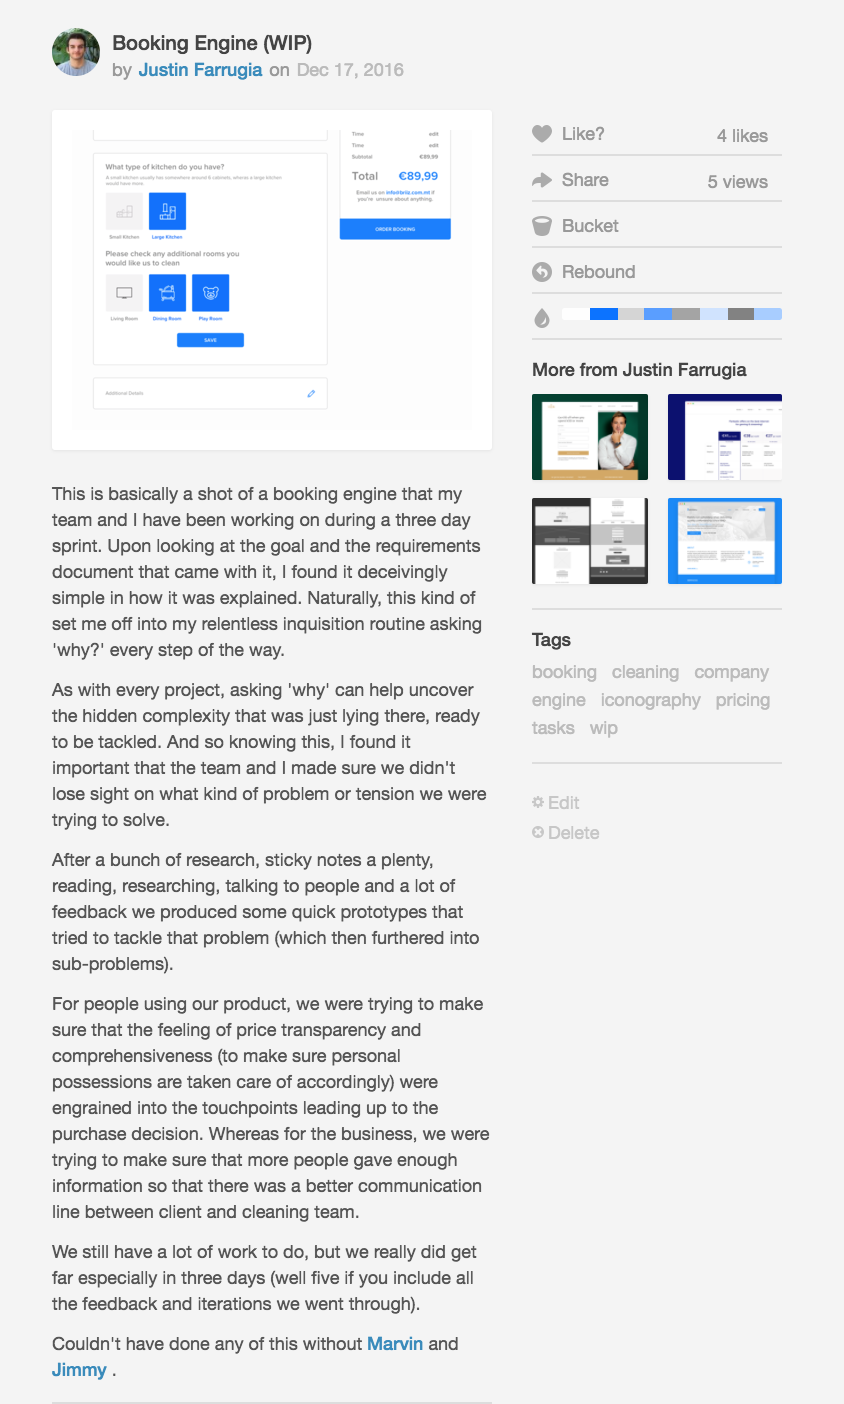 Booking Engine (WIP)
by Justin Farrugia on Dec 17, 2016
Time edit
Time edit
Subtotal €89,99
Total €89,99
Email us on info@briiz.com.mt if
you're unsure about anything.
ORDER BOOKING
What type of kitchen do you have?
A small kitchen usually has somewhere around 6 cabinets, wheras a large kitchen
would have more
Small Kitchen Large Kitchen
Please check any additional rooms you
would like us to clean
Living Room Dining Room Play Room
SAVE
Additional Details
This is basically a shot of a booking engine that my
team and I have been working on during a three day
sprint. Upon looking at the goal and the requirements
document that came with it, I found it deceivingly
simple in how it was explained. Naturally, this kind of
set me off into my relentless inquisition routine asking
'why?' every step of the way.
As with every project, asking 'why' can help uncover
the hidden complexity that was just lying there, ready
to be tackled. And so knowing this, I found it
important that the team and I made sure we didn't
lose sight on what kind of problem or tension we were
trying to solve.
After a bunch of research, sticky notes a plenty,
reading, researching, talking to people and a lot of
feedback we produced some quick prototypes that
tried to tackle that problem (which then furthered into
sub-problems).
For people using our product, we were trying to make
sure that the feeling of price transparency and
comprehensiveness (to make sure personal
possessions are taken care of accordingly) were
engrained into the touchpoints leading up to the
purchase decision. Whereas for the business, we were
trying to make sure that more people gave enough
information so that there was a better communication
line between client and cleaning team.
We still have a lot of work to do, but we really did get
far especially in three days (well five if you include all
the feedback and iterations we went through).
Couldn't have done any of this without Marvin and
Jimmy .
Like? 4 likes
Share 5 views
Bucket
Rebound
More from Justin Farrugia
Tags
booking cleaning company
engine iconography pricing
tasks wip
Edit
Delete